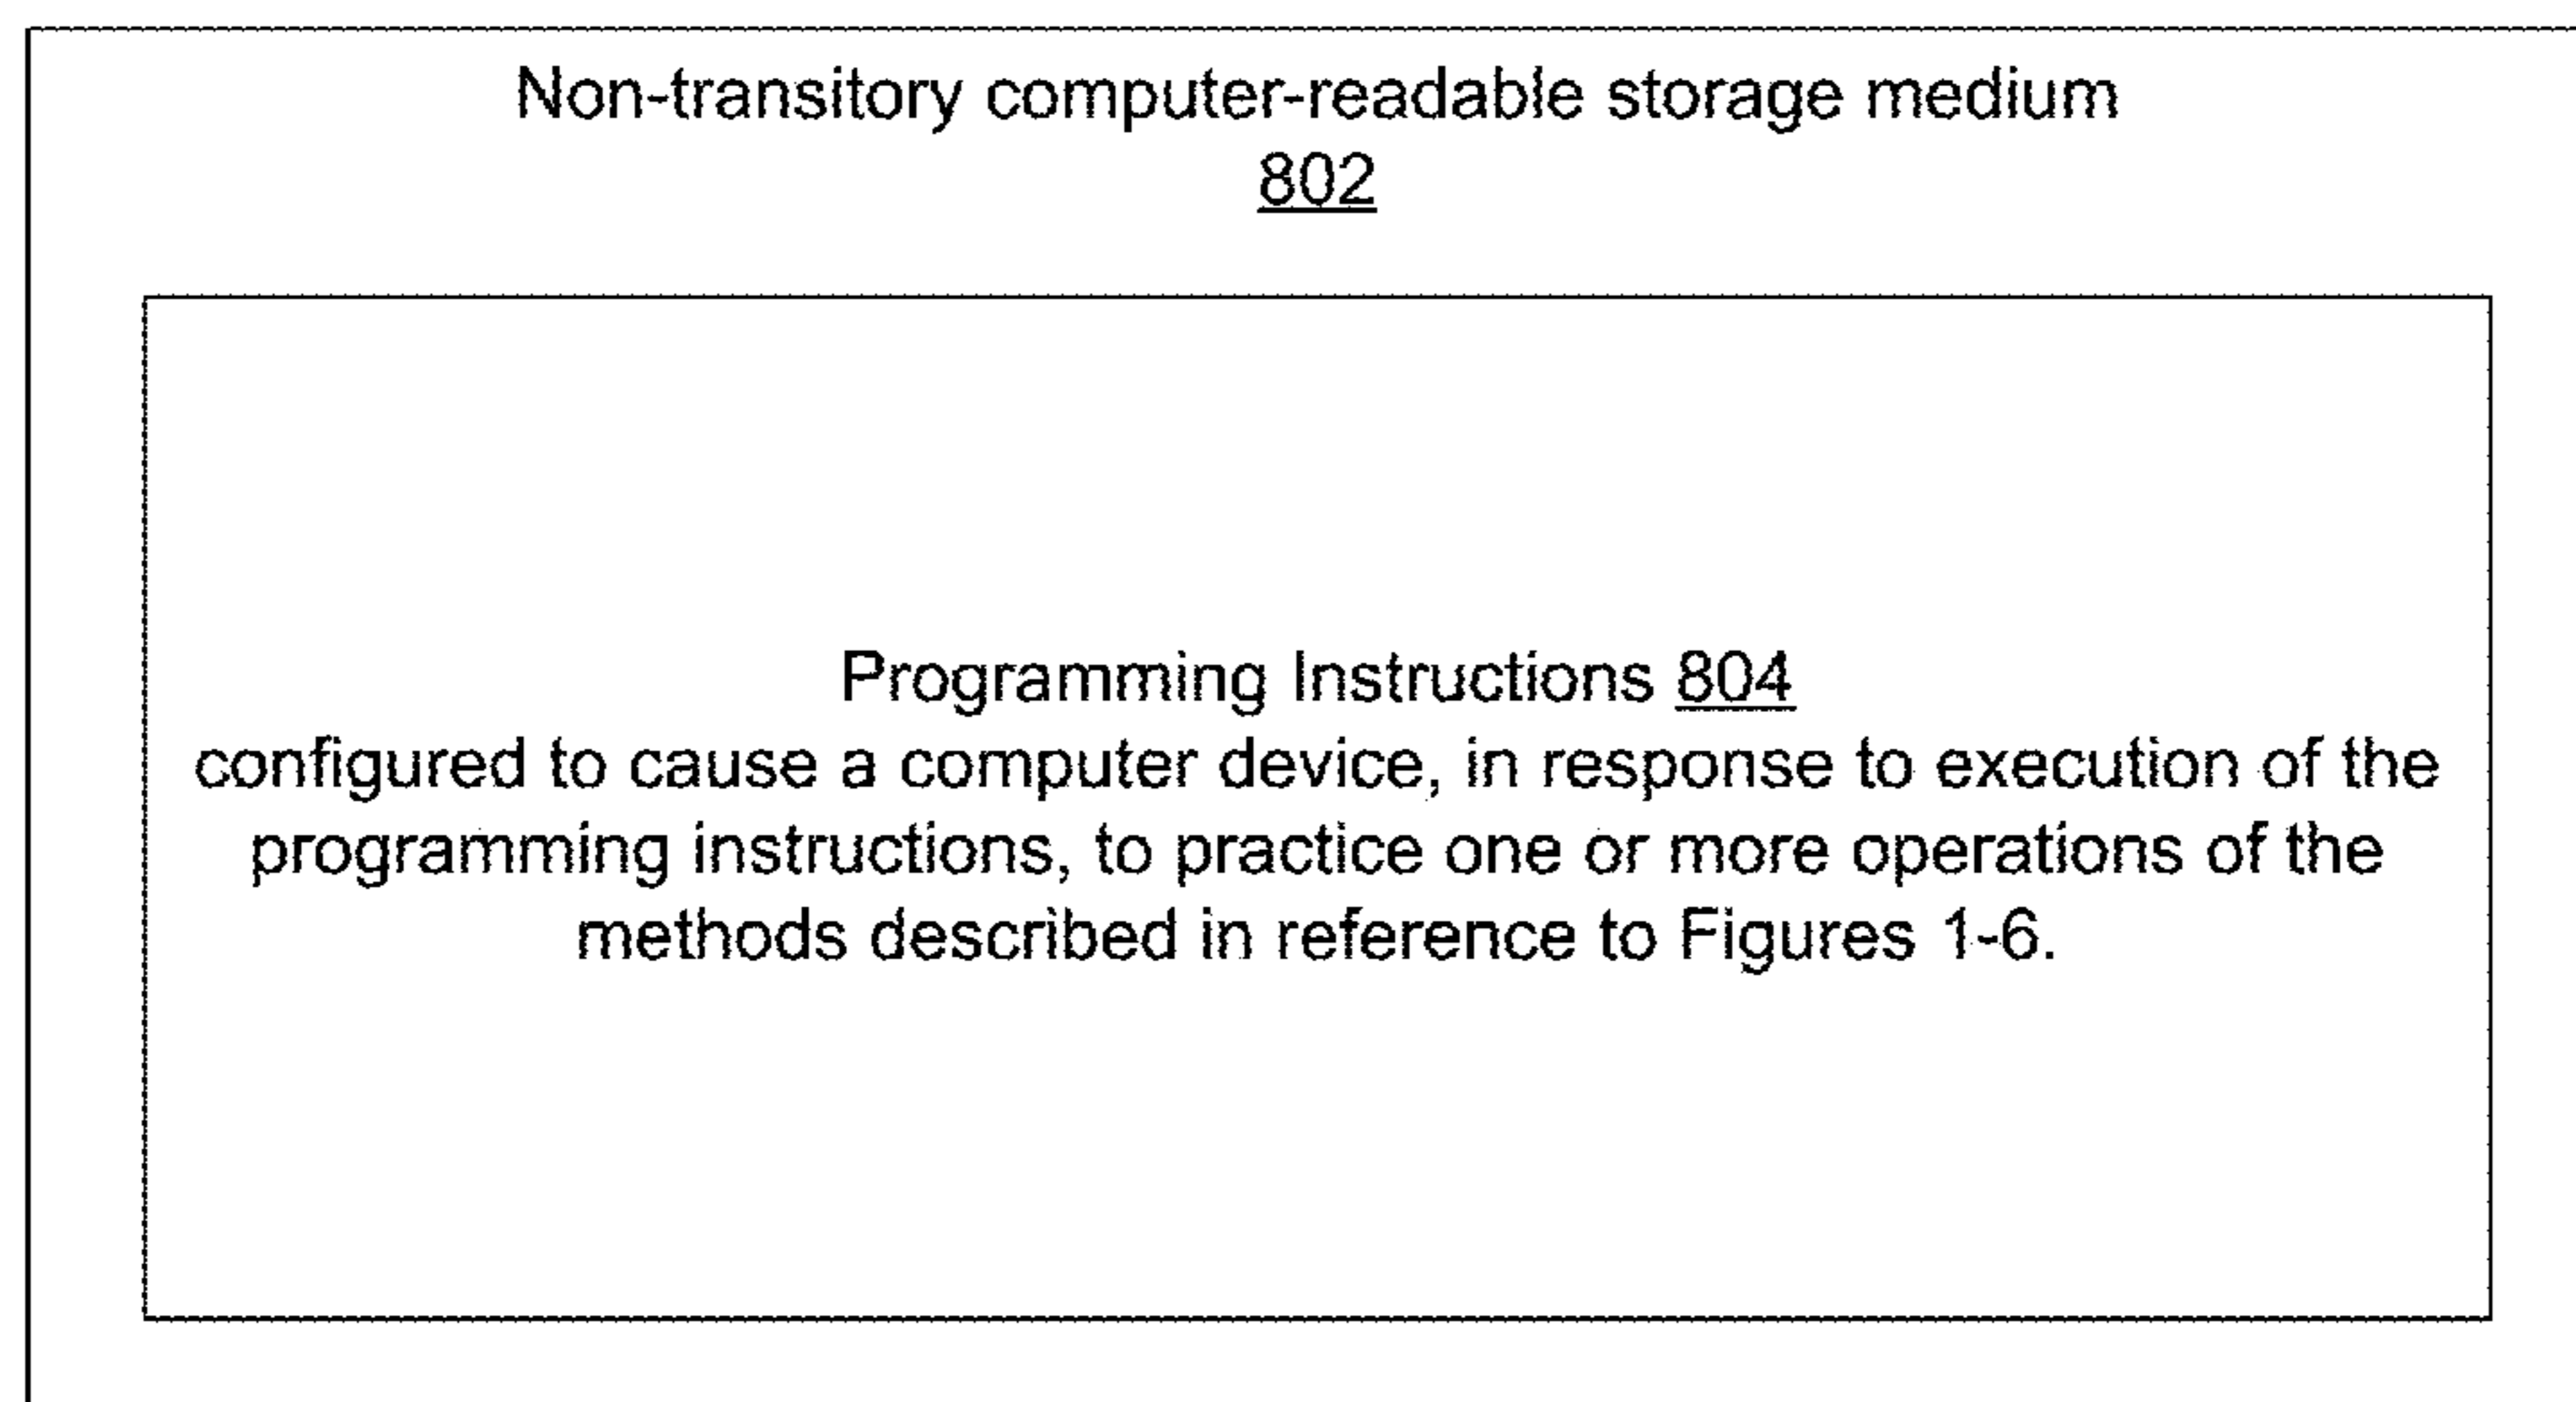 Non-transitory computer-readable storage medium
802
Programming Instructions 804
configured to cause a computer device, in response to execution of the
programming instructions, to practice one or more operations of the
methods described in reference to Figures 1-6.